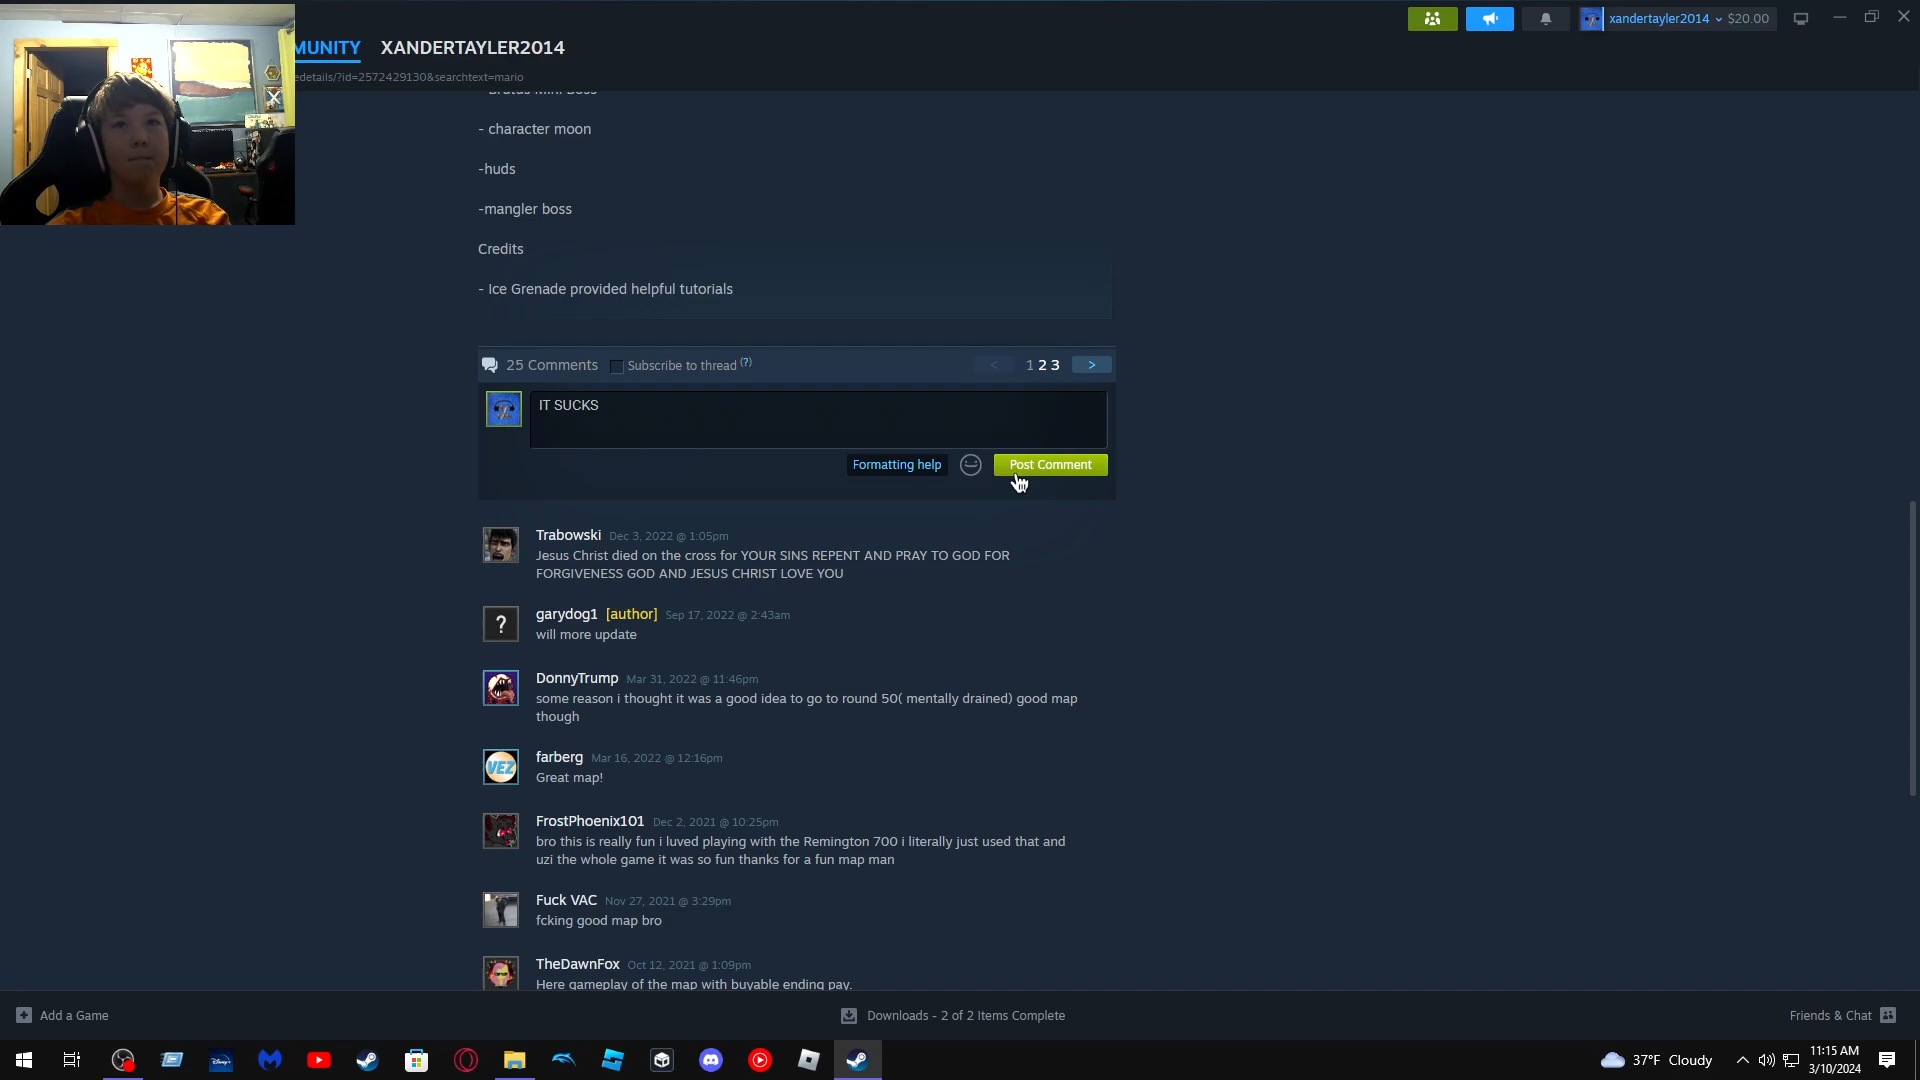 MUNITY XANDERTAYLER2014
xandertayler2014 $20.00
edetails/?id=2572429130&searchtext=mario
- character moon
-huds
-mangler boss
Credits
- Ice Grenade provided helpful tutorials
25 Comments Subscribe to thread (?) < 1 2 3 >
IT SUCKS
Formatting help Post Comment
Trabowski Dec 3, 2022 @ 1:05pm
Jesus Christ died on the cross for YOUR SINS REPENT AND PRAY TO GOD FOR
FORGIVENESS GOD AND JESUS CHRIST LOVE YOU
?
garydog1 [author] Sep 17, 2022 @ 2:43am
will more update
DonnyTrump Mar 31, 2022 @ 11:46pm
some reason i thought it was a good idea to go to round 50( mentally drained) good map
though
VEZ
farberg Mar 16, 2022 @ 12:16pm
Great map!
FrostPhoenix101 Dec 2, 2021 @ 10:25pm
bro this is really fun i luved playing with the Remington 700 i literally just used that and
uzi the whole game it was so fun thanks for a fun map man
Fuck VAC Nov 27, 2021 @ 3:29pm
fcking good map bro
TheDawnFox Oct 12, 2021 @ 1:09pm
Here gameplay of the map with buyable ending pay.
Add a Game Downloads - 2 of 2 Items Complete Friends & Chat
Disney+
37°F Cloudy
11:15 AM
3/10/2024